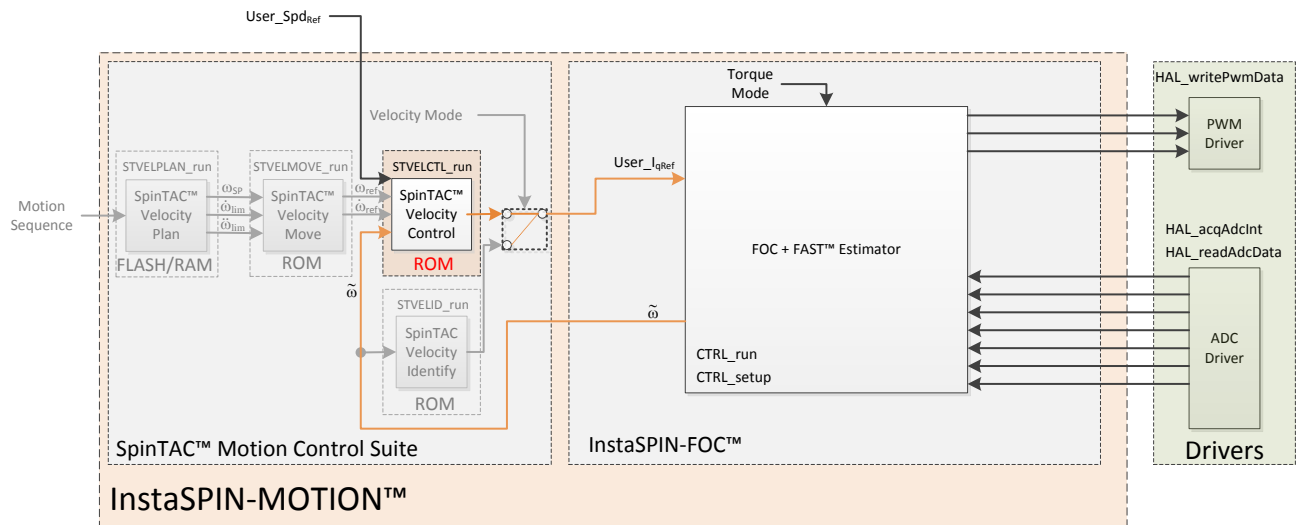 User_SpdRef
Torque
Mode
HAL_writePwmData
Velocity Mode
PWM
Driver
STVELPLAN_run
STVELMOVE_run
STVELCTL_run
User_IqRef
Motion
Sequence
SpinTAC™
Velocity
Plan
ωSP
ω̇lim
ω̈lim
SpinTAC™
Velocity
Move
ωref
ω̇ref
SpinTAC™
Velocity
Control
FLASH/RAM
ROM
ROM
FOC + FAST™ Estimator
HAL_acqAdcInt
HAL_readAdcData
ω̃
STVELID_run
ω̃
SpinTAC
Velocity
Identify
ADC
Driver
CTRL_run
CTRL_setup
ROM
SpinTAC™ Motion Control Suite
InstaSPIN-FOC™
Drivers
InstaSPIN-MOTION™